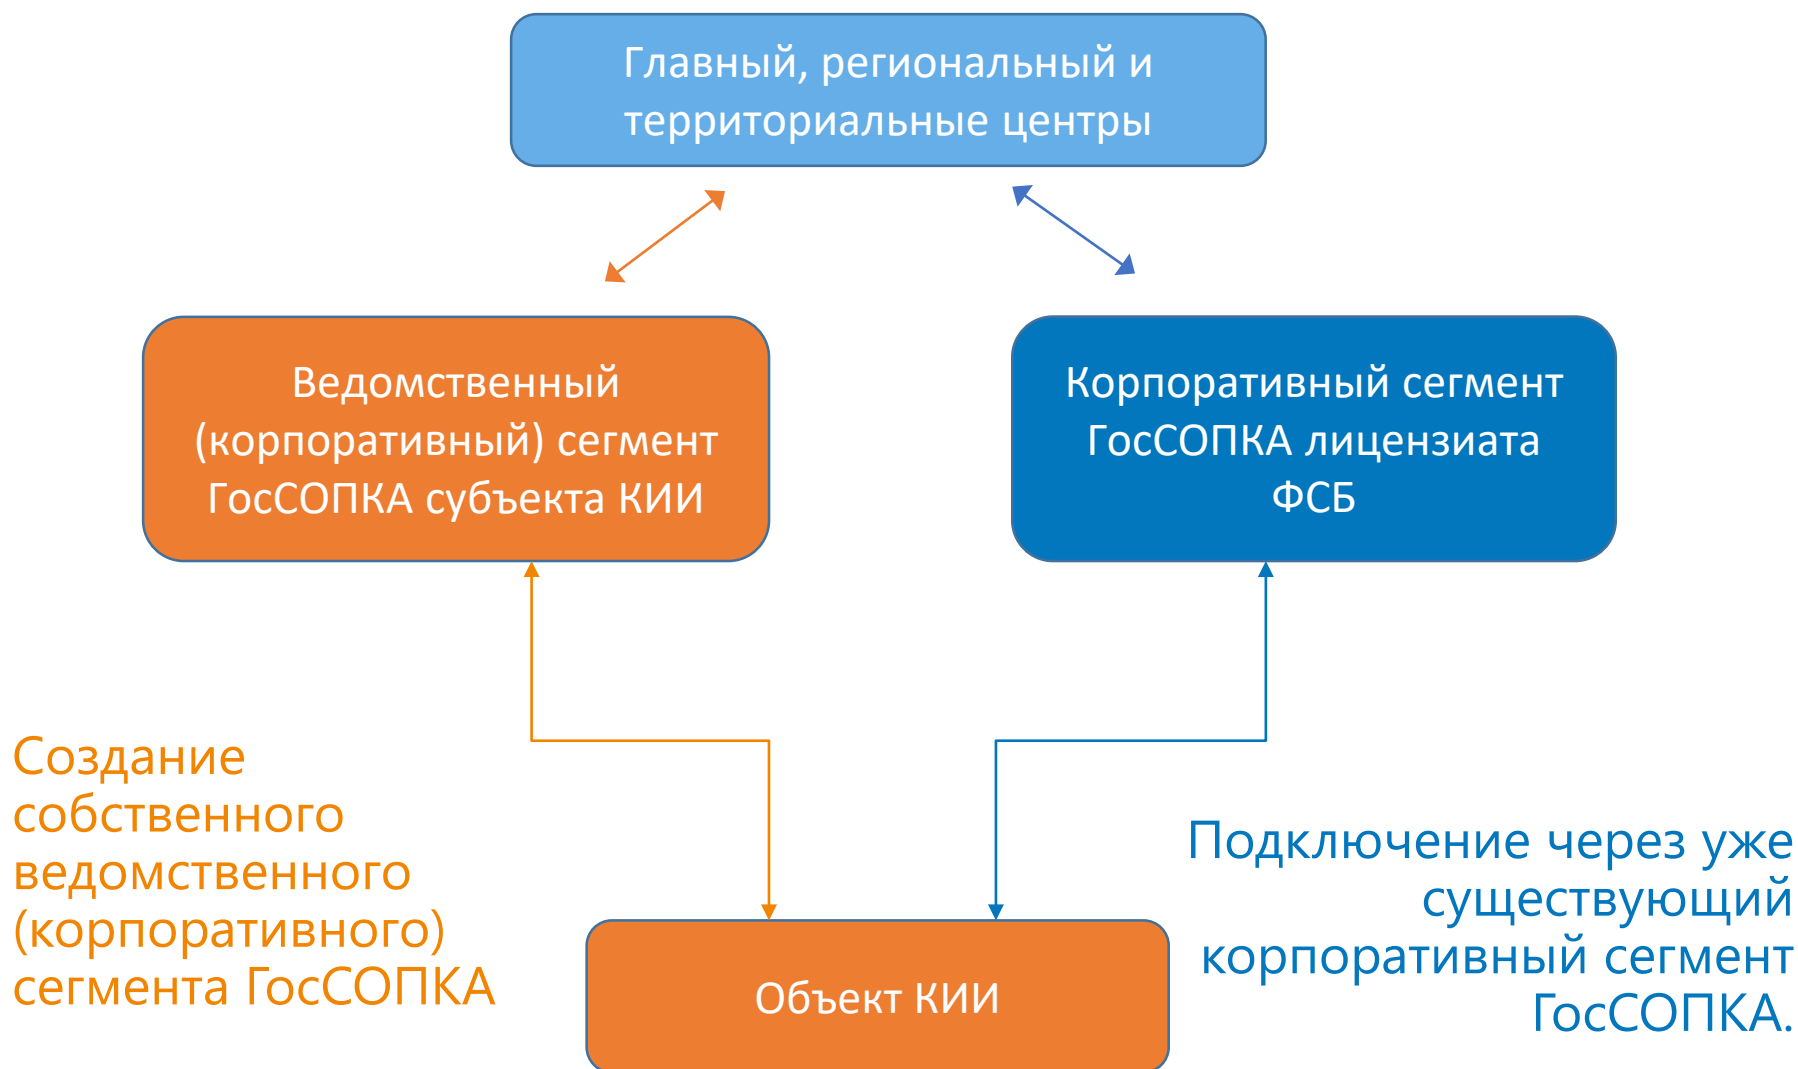 Главный, региональный и
территориальные центры
Ведомственный
(корпоративный) сегмент
ГосСОПКА субъекта КИИ
Корпоративный сегмент
ГосСОПКА лицензиата
ФСБ
Создание
собственного
ведомственного
(корпоративного)
сегмента ГосСОПКА
Подключение через уже
существующий
корпоративный сегмент
ГосСОПКА.
Объект КИИ